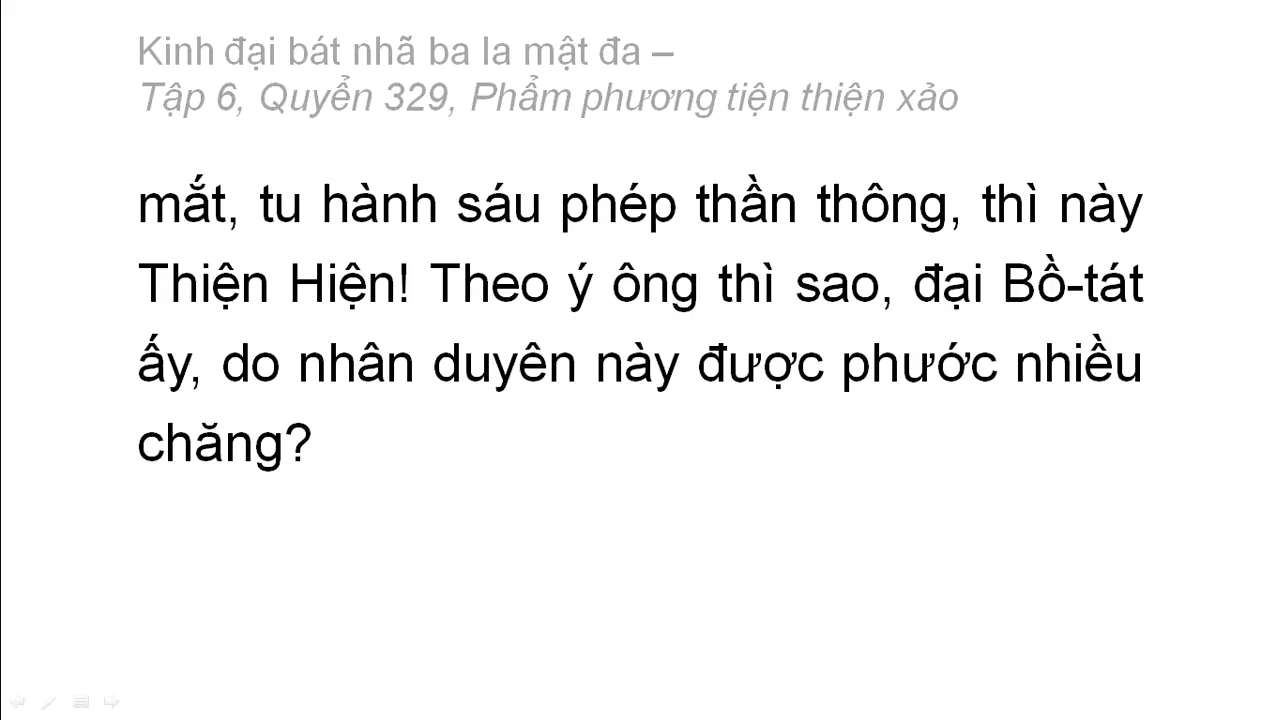 Kinh đại bát nhã ba la mật đa –
Tập 6, Quyển 329, Phẩm phương tiện thiện xảo
mắt, tu hành sáu phép thần thông, thì này
Thiện Hiện! Theo ý ông thì sao, đại Bồ-tát
ấy, do nhân duyên này được phước nhiều
chăng?